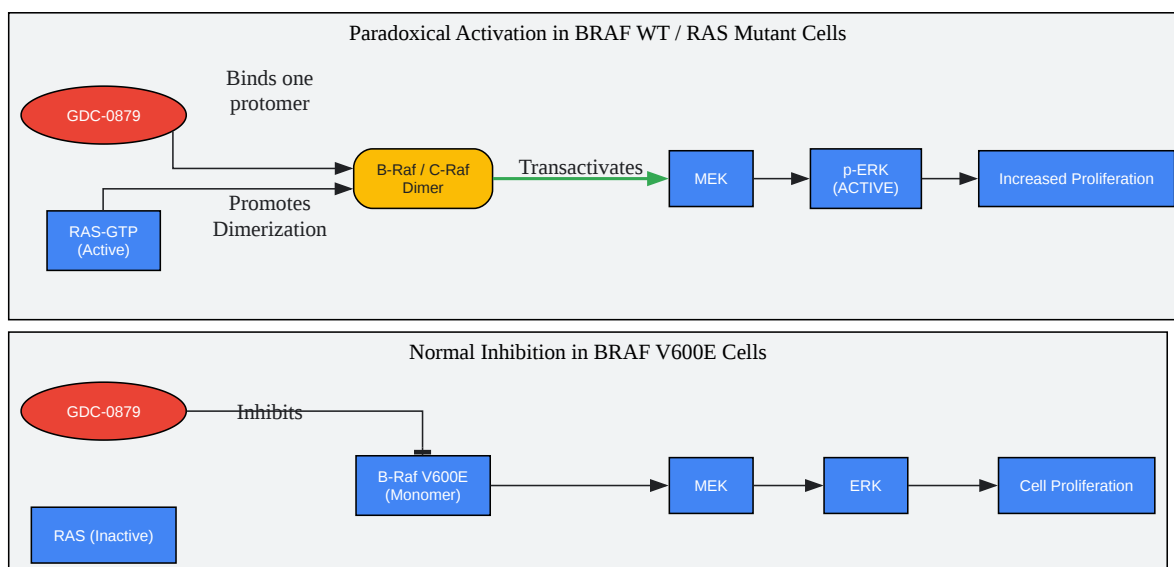 Paradoxical Activation in BRAF WT / RAS Mutant Cells
Binds one
protomer
GDC-0879
B-Raf / C-Raf
Dimer
Transactivates
MEK
p-ERK
(ACTIVE)
Increased Proliferation
Promotes
Dimerization
RAS-GTP
(Active)
Normal Inhibition in BRAF V600E Cells
GDC-0879
Inhibits
B-Raf V600E
(Monomer)
MEK
ERK
Cell Proliferation
RAS (Inactive)